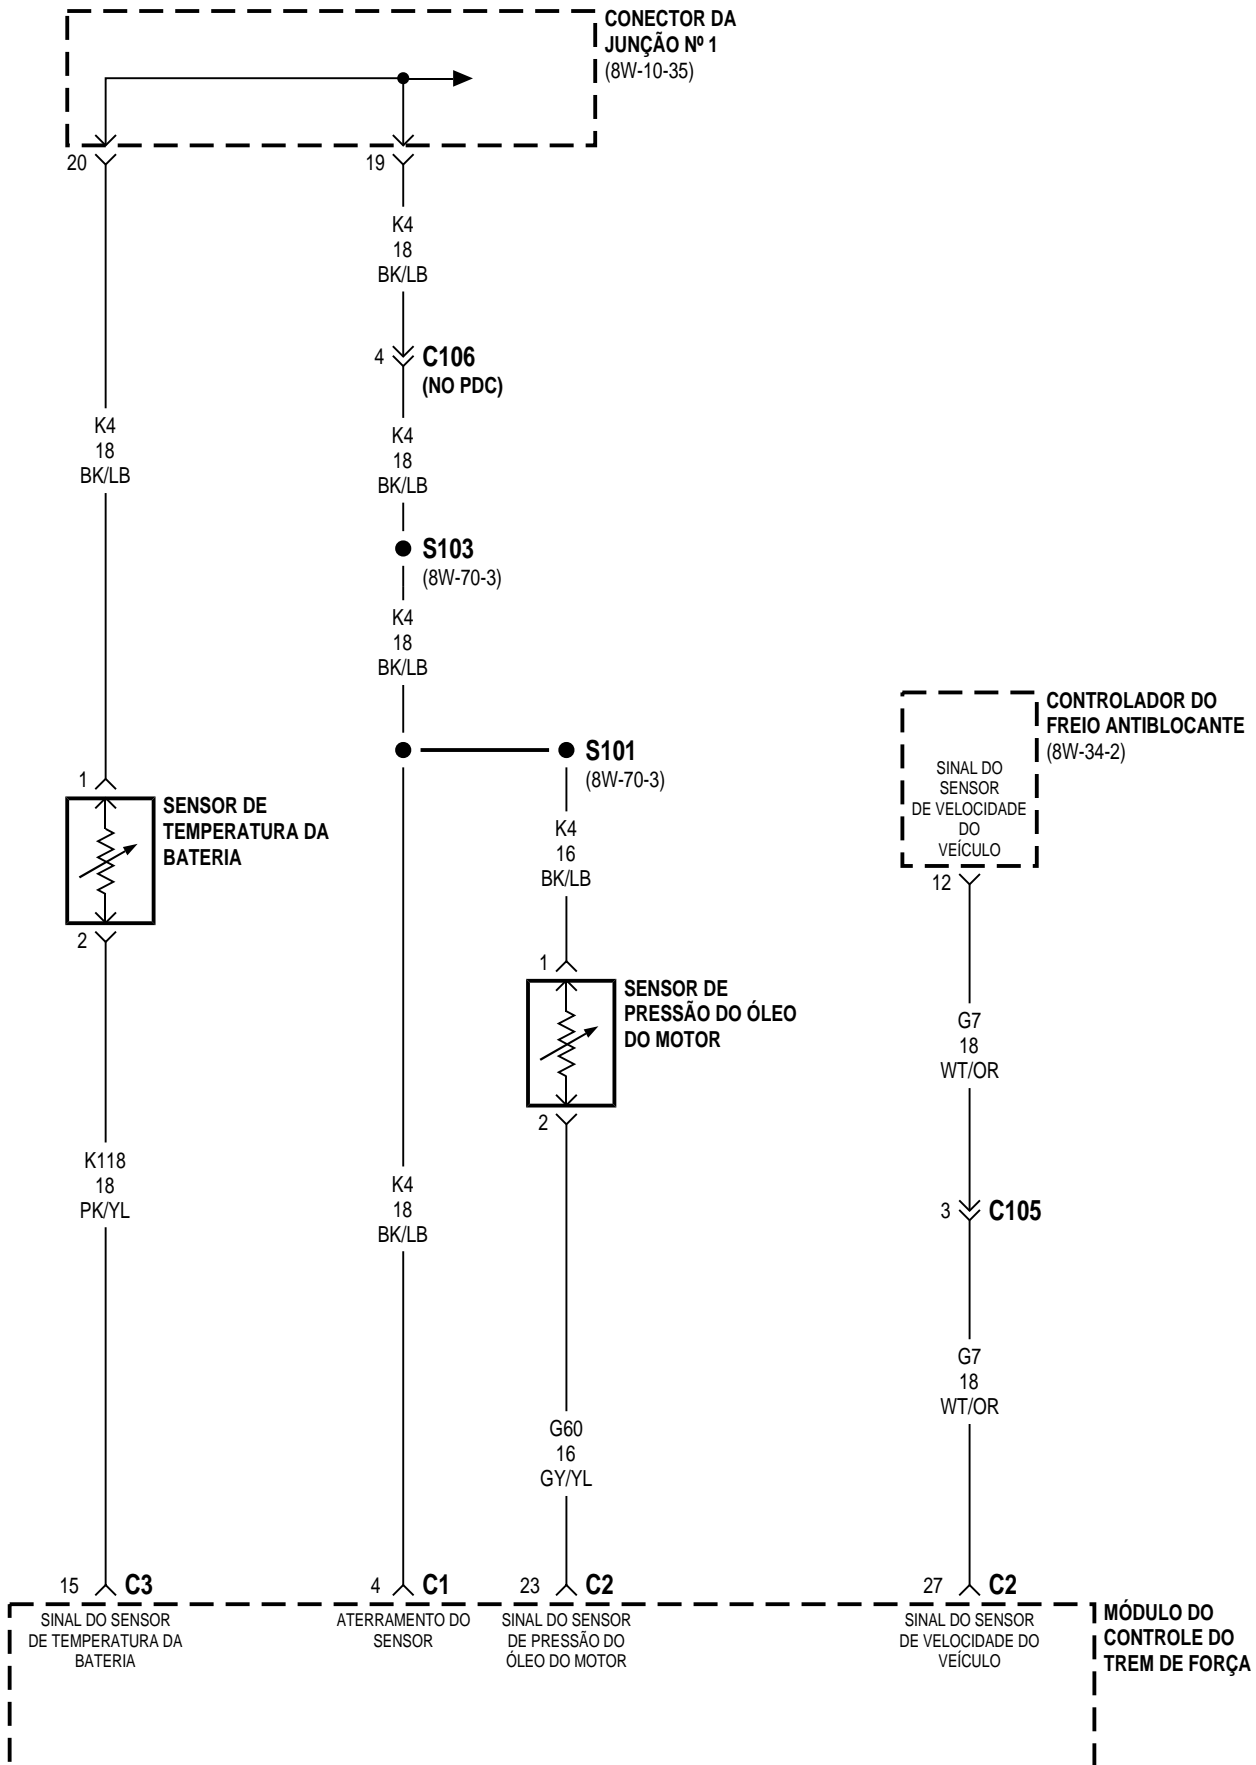 CONECTOR DA
JUNÇÃO Nº 1
(8W-10-35)
20
19
K4
18
BK/LB
4
C106
(NO PDC)
K4
18
BK/LB
K4
18
BK/LB
S103
(8W-70-3)
K4
18
BK/LB
S101
(8W-70-3)
CONTROLADOR DO
FREIO ANTIBLOCANTE
(8W-34-2)
SINAL DO
SENSOR
DE VELOCIDADE
DO
VEÍCULO
12
1
SENSOR DE
TEMPERATURA DA
BATERIA
2
K4
16
BK/LB
1
SENSOR DE
PRESSÃO DO ÓLEO
DO MOTOR
2
G7
18
WT/OR
K118
18
PK/YL
K4
18
BK/LB
3
C105
G7
18
WT/OR
G60
16
GY/YL
15
C3
4
C1
23
C2
27
C2
SINAL DO SENSOR
DE TEMPERATURA DA
BATERIA
ATERRAMENTO DO
SENSOR
SINAL DO SENSOR
DE PRESSÃO DO
ÓLEO DO MOTOR
SINAL DO SENSOR
DE VELOCIDADE DO
VEÍCULO
MÓDULO DO
CONTROLE DO
TREM DE FORÇA